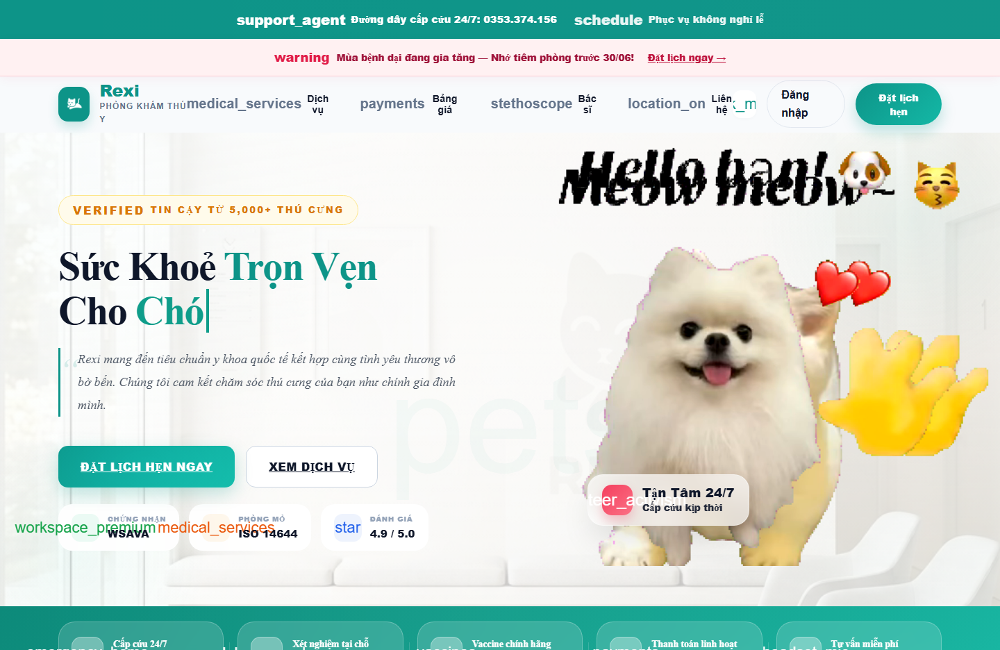 support_agent Đường dây cấp cứu 24/7: 0353.374.156 schedule Phục vụ không nghỉ lễ
warning Mùa bệnh dại đang gia tăng — Nhớ tiêm phòng trước 30/06! Đặt lịch ngay →
Rexi
PHÒNG KHÁM THÚ
Y
medical_services Dịch vụ
payments Bảng giá
stethoscope Bác sĩ
location_on Liên hệ
Đăng nhập
Đặt lịch hẹn
Hello bạn!
Meow meow~
VERIFIED TIN CẬY TỪ 5,000+ THÚ CƯNG
Sức Khoẻ Trọn Vẹn
Cho Chó
“Rexi mang đến tiêu chuẩn y khoa quốc tế kết hợp cùng tình yêu thương vô
bờ bến. Chúng tôi cam kết chăm sóc thú cưng của bạn như chính gia đình
mình.
pets
ĐẶT LỊCH HẸN NGAY
XEM DỊCH VỤ
Tận Tâm 24/7
Cấp cứu kịp thời
workspace_premium CHỨNG NHẬN
WSAVA
medical_services PHÒNG MỔ
ISO 14644
star ĐÁNH GIÁ
4.9 / 5.0
Cấp cứu 24/7
Xét nghiệm tại chỗ
Vaccine chính hãng
Thanh toán linh hoạt
Tư vấn miễn phí